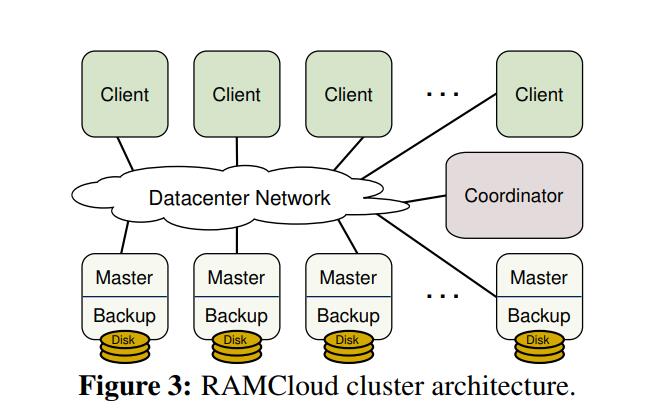 Client Client Client . . . Client
Datacenter Network
Coordinator
Master Master Master . . . Master
Backup Backup Backup Backup
Disk Disk Disk Disk
Figure 3: RAMCloud cluster architecture.